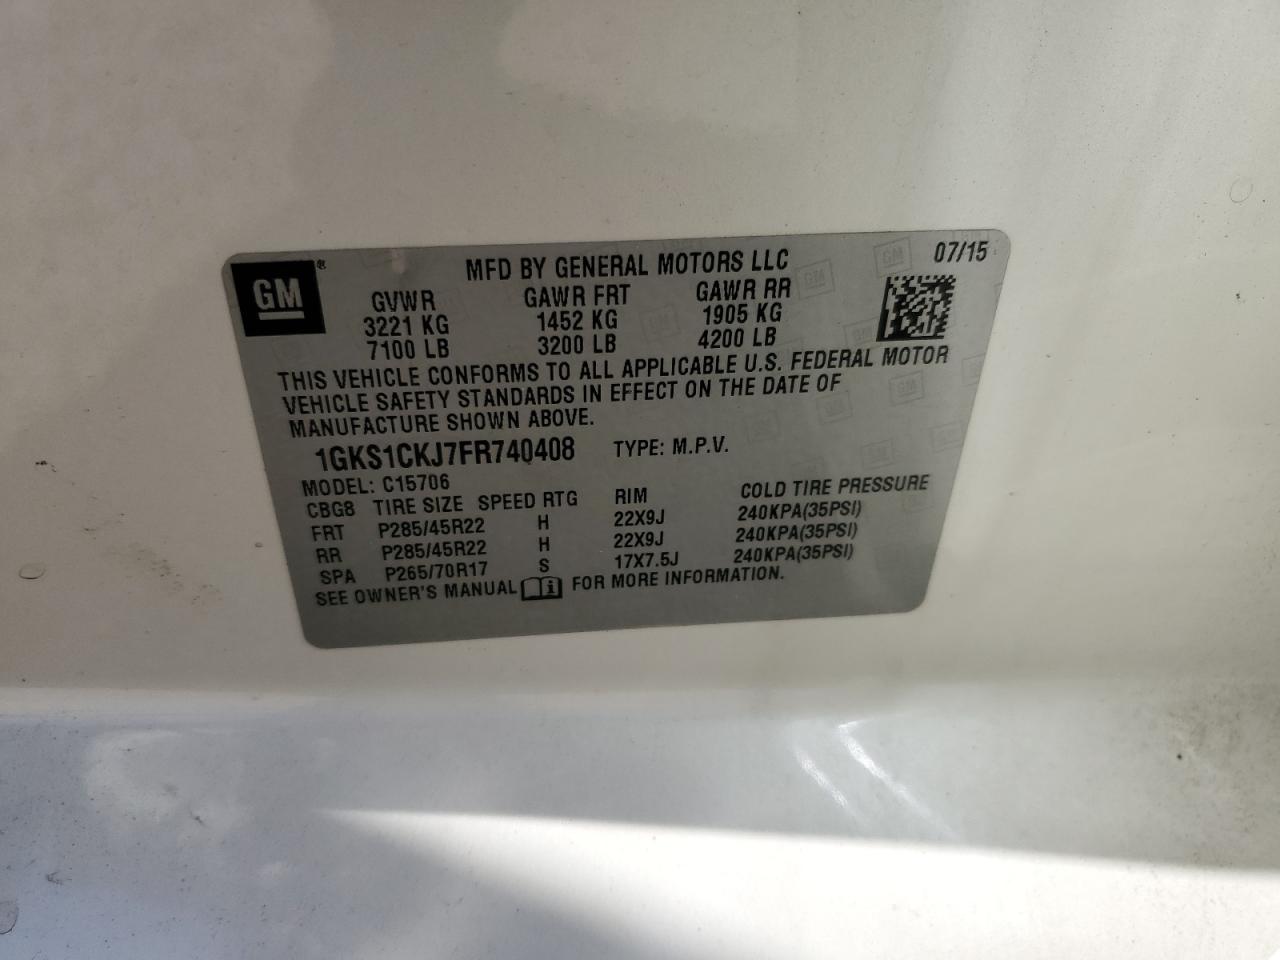 GM®
MFD BY GENERAL MOTORS LLC 07/15
GVWR GAWR FRT GAWR RR
3221 KG 1452 KG 1905 KG
7100 LB 3200 LB 4200 LB
THIS VEHICLE CONFORMS TO ALL APPLICABLE U.S. FEDERAL MOTOR
VEHICLE SAFETY STANDARDS IN EFFECT ON THE DATE OF
MANUFACTURE SHOWN ABOVE.
1GKS1CKJ7FR740408 TYPE: M.P.V.
MODEL: C15706
CBG8 TIRE SIZE SPEED RTG RIM COLD TIRE PRESSURE
FRT P285/45R22 H 22X9J 240KPA(35PSI)
RR P285/45R22 H 22X9J 240KPA(35PSI)
SPA P265/70R17 S 17X7.5J 240KPA(35PSI)
SEE OWNER'S MANUAL i FOR MORE INFORMATION.